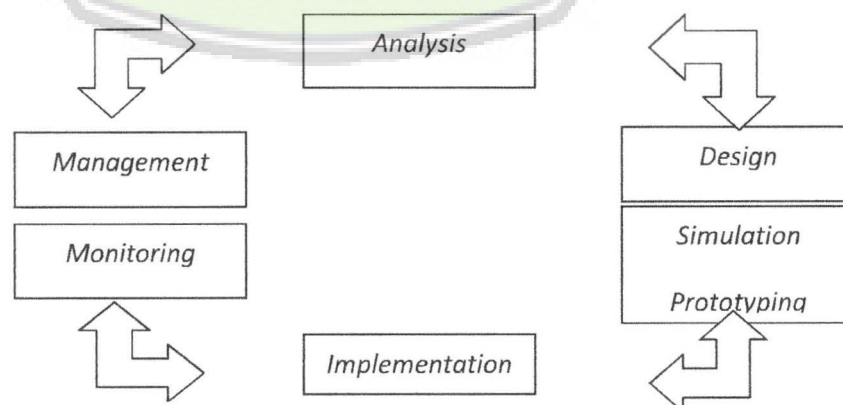 Analysis
Management
Design
Monitoring
Simulation
Prototyping
Implementation